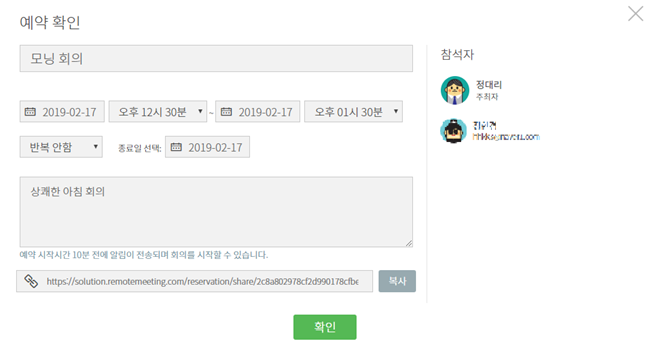 예약 확인
모닝 회의
2019-02-17 오후 12시 30분 ~ 2019-02-17 오후 01시 30분
반복 안함 종료일 선택: 2019-02-17
상쾌한 아침 회의
예약 시작시간 10분 전에 알림이 전송되며 회의를 시작할 수 있습니다.
https://solution.remotemeeting.com/reservation/share/2c8a802978cf2d990178cfbe 복사
참석자
정대리
주최자
확인